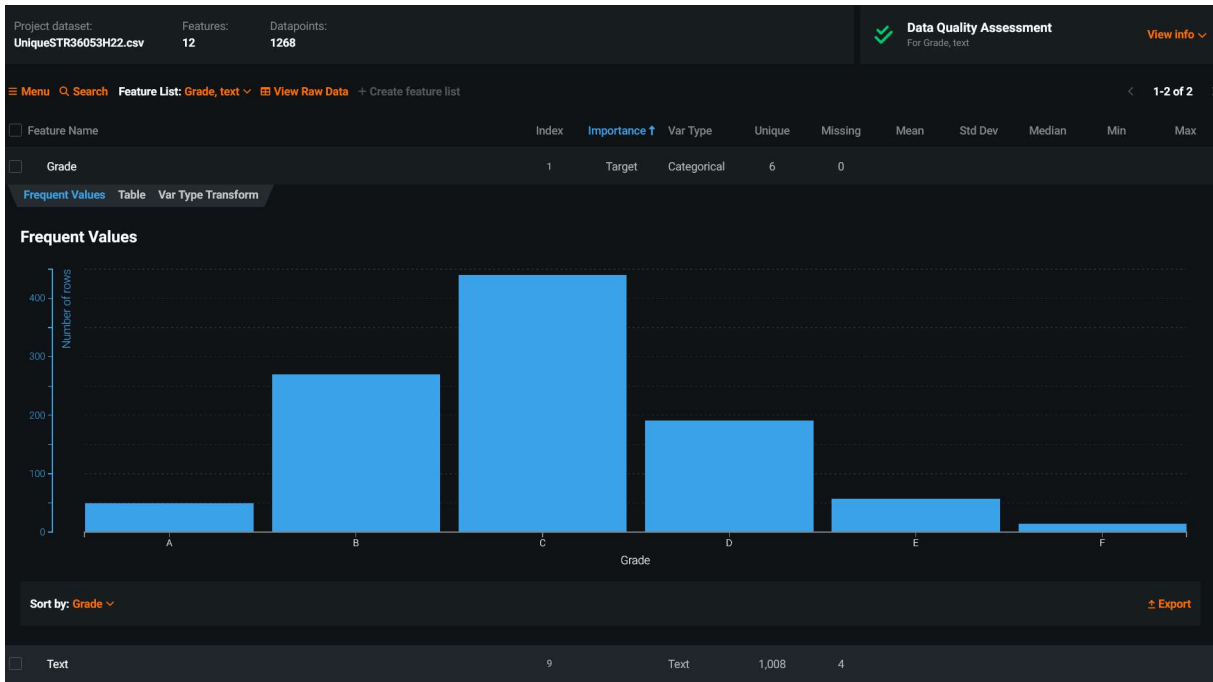 Project dataset: Features: Datapoints:
UniqueSTR36053H22.csv 12 1268
Data Quality Assessment
For Grade, text
View info
Menu Search Feature List: Grade, text View Raw Data + Create feature list
< 1-2 of 2
Feature Name Index Importance ↑ Var Type Unique Missing Mean Std Dev Median Min Max
Grade 1 Target Categorical 6 0
Frequent Values Table Var Type Transform
Frequent Values
Number of rows
400
300
200
100
0
A B C D E F
Grade
Sort by: Grade
Export
Text 9 Text 1,008 4